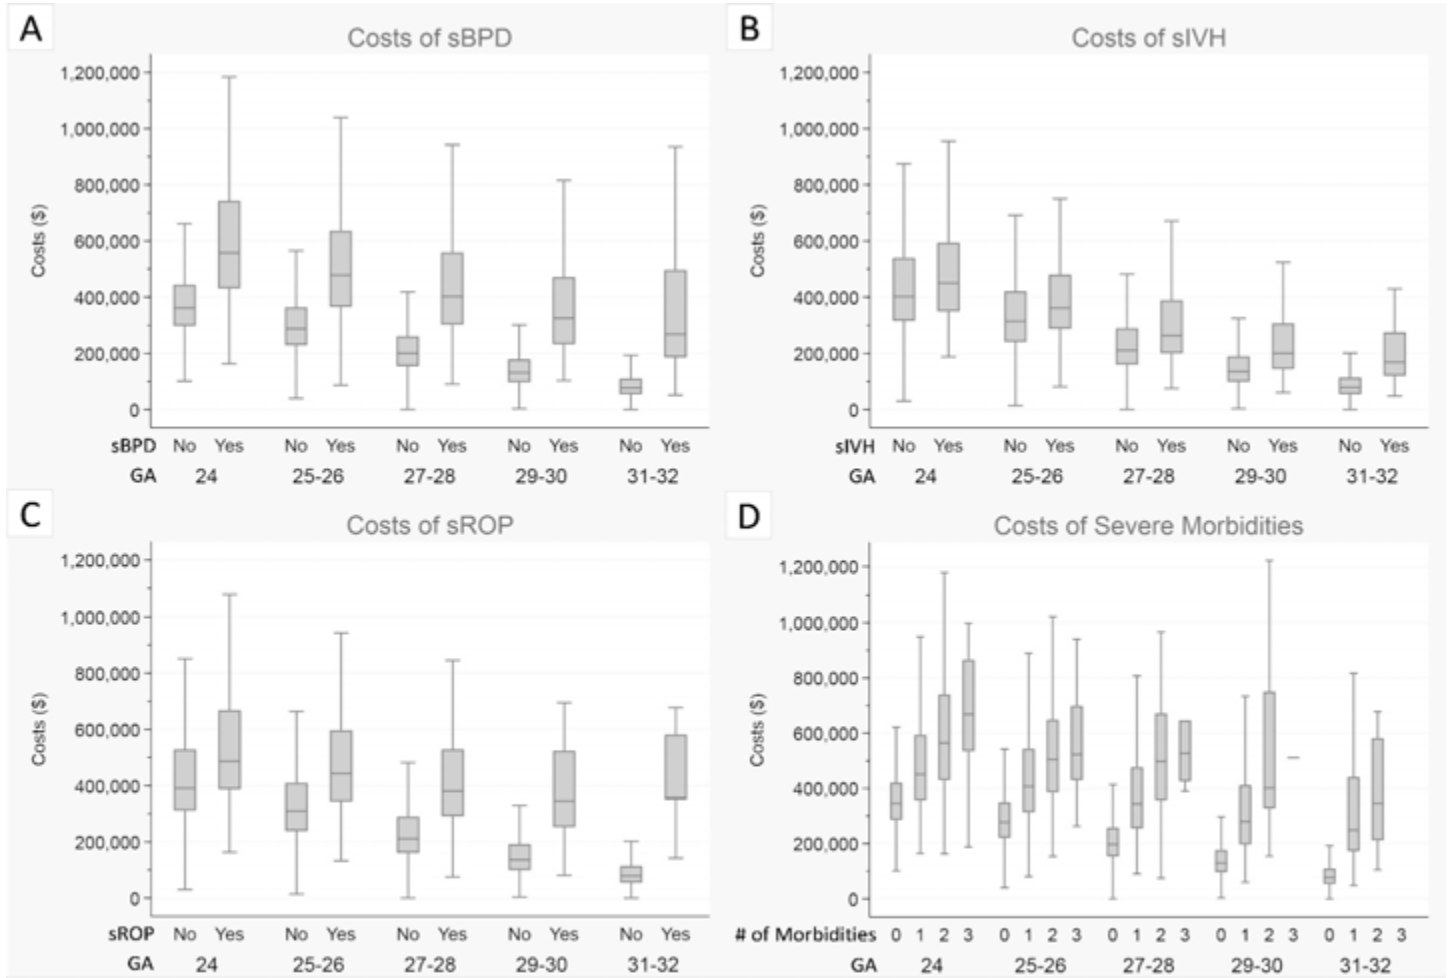 A
Costs of sBPD
1,200,000
1,000,000
800,000
600,000
400,000
200,000
0
Costs ($)
sBPD No Yes No Yes No Yes No Yes No Yes
GA 24 25-26 27-28 29-30 31-32
B
Costs of sIVH
1,200,000
1,000,000
800,000
600,000
400,000
200,000
0
Costs ($)
sIVH No Yes No Yes No Yes No Yes No Yes
GA 24 25-26 27-28 29-30 31-32
C
Costs of sROP
1,200,000
1,000,000
800,000
600,000
400,000
200,000
0
Costs ($)
sROP No Yes No Yes No Yes No Yes No Yes
GA 24 25-26 27-28 29-30 31-32
D
Costs of Severe Morbidities
1,200,000
1,000,000
800,000
600,000
400,000
200,000
0
Costs ($)
# of Morbidities 0 1 2 3 0 1 2 3 0 1 2 3 0 1 2 3 0 1 2 3
GA 24 25-26 27-28 29-30 31-32